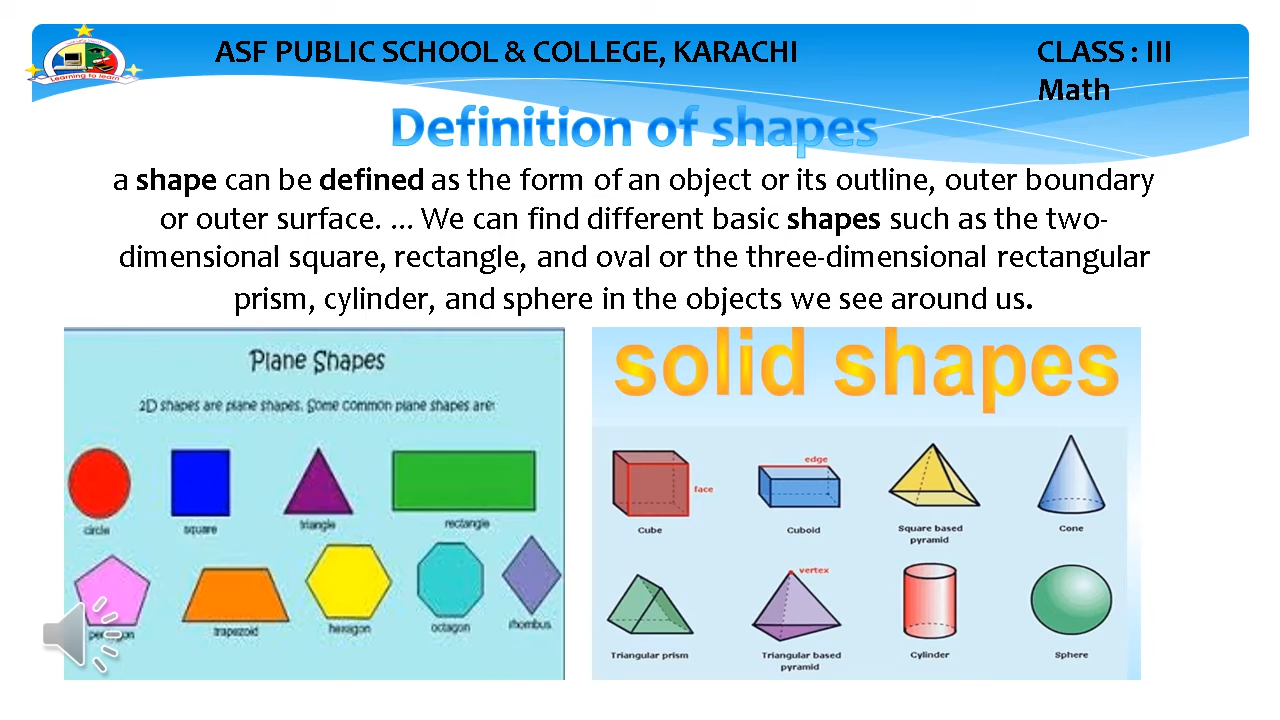 ASF PUBLIC SCHOOL & COLLEGE, KARACHI
CLASS : III
Math
Learning to learn
Definition of shapes
a shape can be defined as the form of an object or its outline, outer boundary
or outer surface. ... We can find different basic shapes such as the two-
dimensional square, rectangle, and oval or the three-dimensional rectangular
prism, cylinder, and sphere in the objects we see around us.
Plane Shapes
2D shapes are plane shapes. Some common plane shapes are:
circle
square
triangle
rectangle
trapezoid
hexagon
octagon
rhombus
solid shapes
face
edge
Cube
Cuboid
Square based
pyramid
Cone
vertex
Triangular prism
Triangular based
pyramid
Cylinder
Sphere